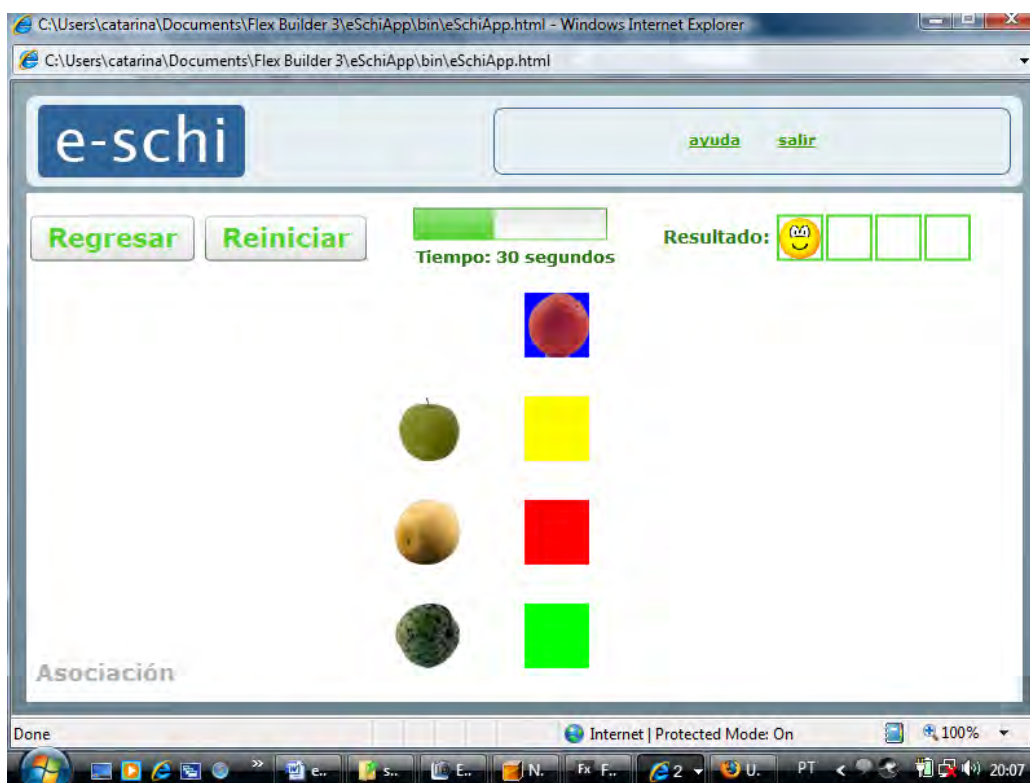 C:\Users\catarina\Documents\Flex Builder 3\eSchiApp\bin\eSchiApp.html - Windows Internet Explorer
C:\Users\catarina\Documents\Flex Builder 3\eSchiApp\bin\eSchiApp.html
e-schi
ayuda salir
Regresar Reiniciar
Resultado:
Tiempo: 30 segundos
Asociación
Done Internet | Protected Mode: On 100%
e.. s.. E.. N. Fx F.. 2 U. PT 20:07